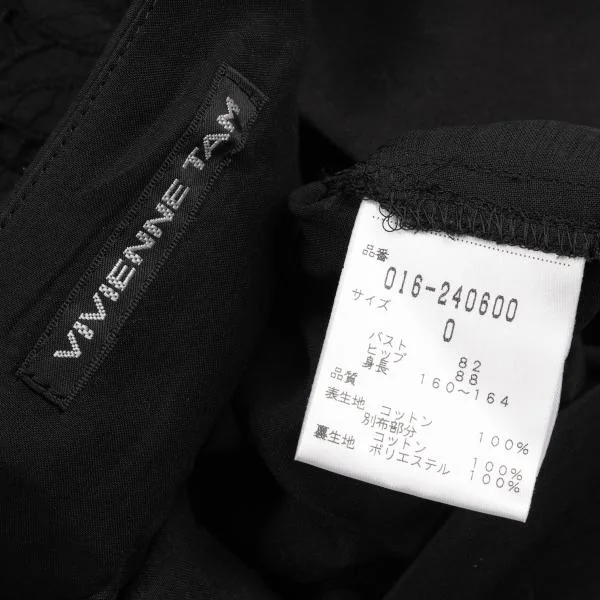 VIVIENNE TAM
品番
016-240600
サイズ
0
バスト 82
ヒップ 88
身長 160～164
品質
表生地 コットン 100%
別布部分
コットン 100%
裏生地 ポリエステル 100%